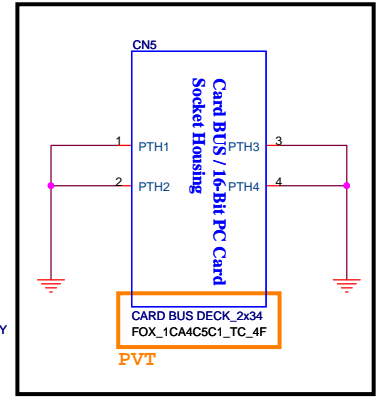 CN5
Card BUS / 16-Bit PC Card
Socket Housing
1 PTH1 PTH3 3
2 PTH2 PTH4 4
CARD BUS DECK_2x34
Y
FOX_1CA4C5C1_TC_4F
PVT